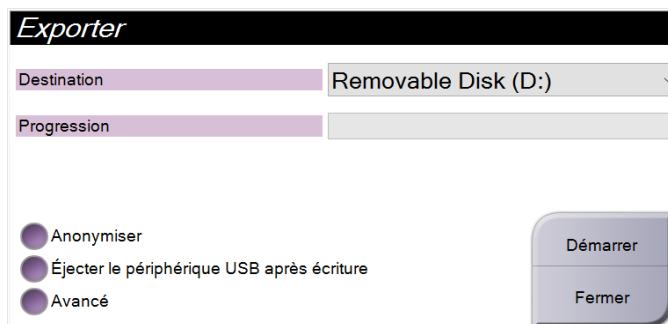 Exporter
Destination
Removable Disk (D:)
Progression
Anonymiser
Éjecter le périphérique USB après écriture
Avancé
Démarrer
Fermer